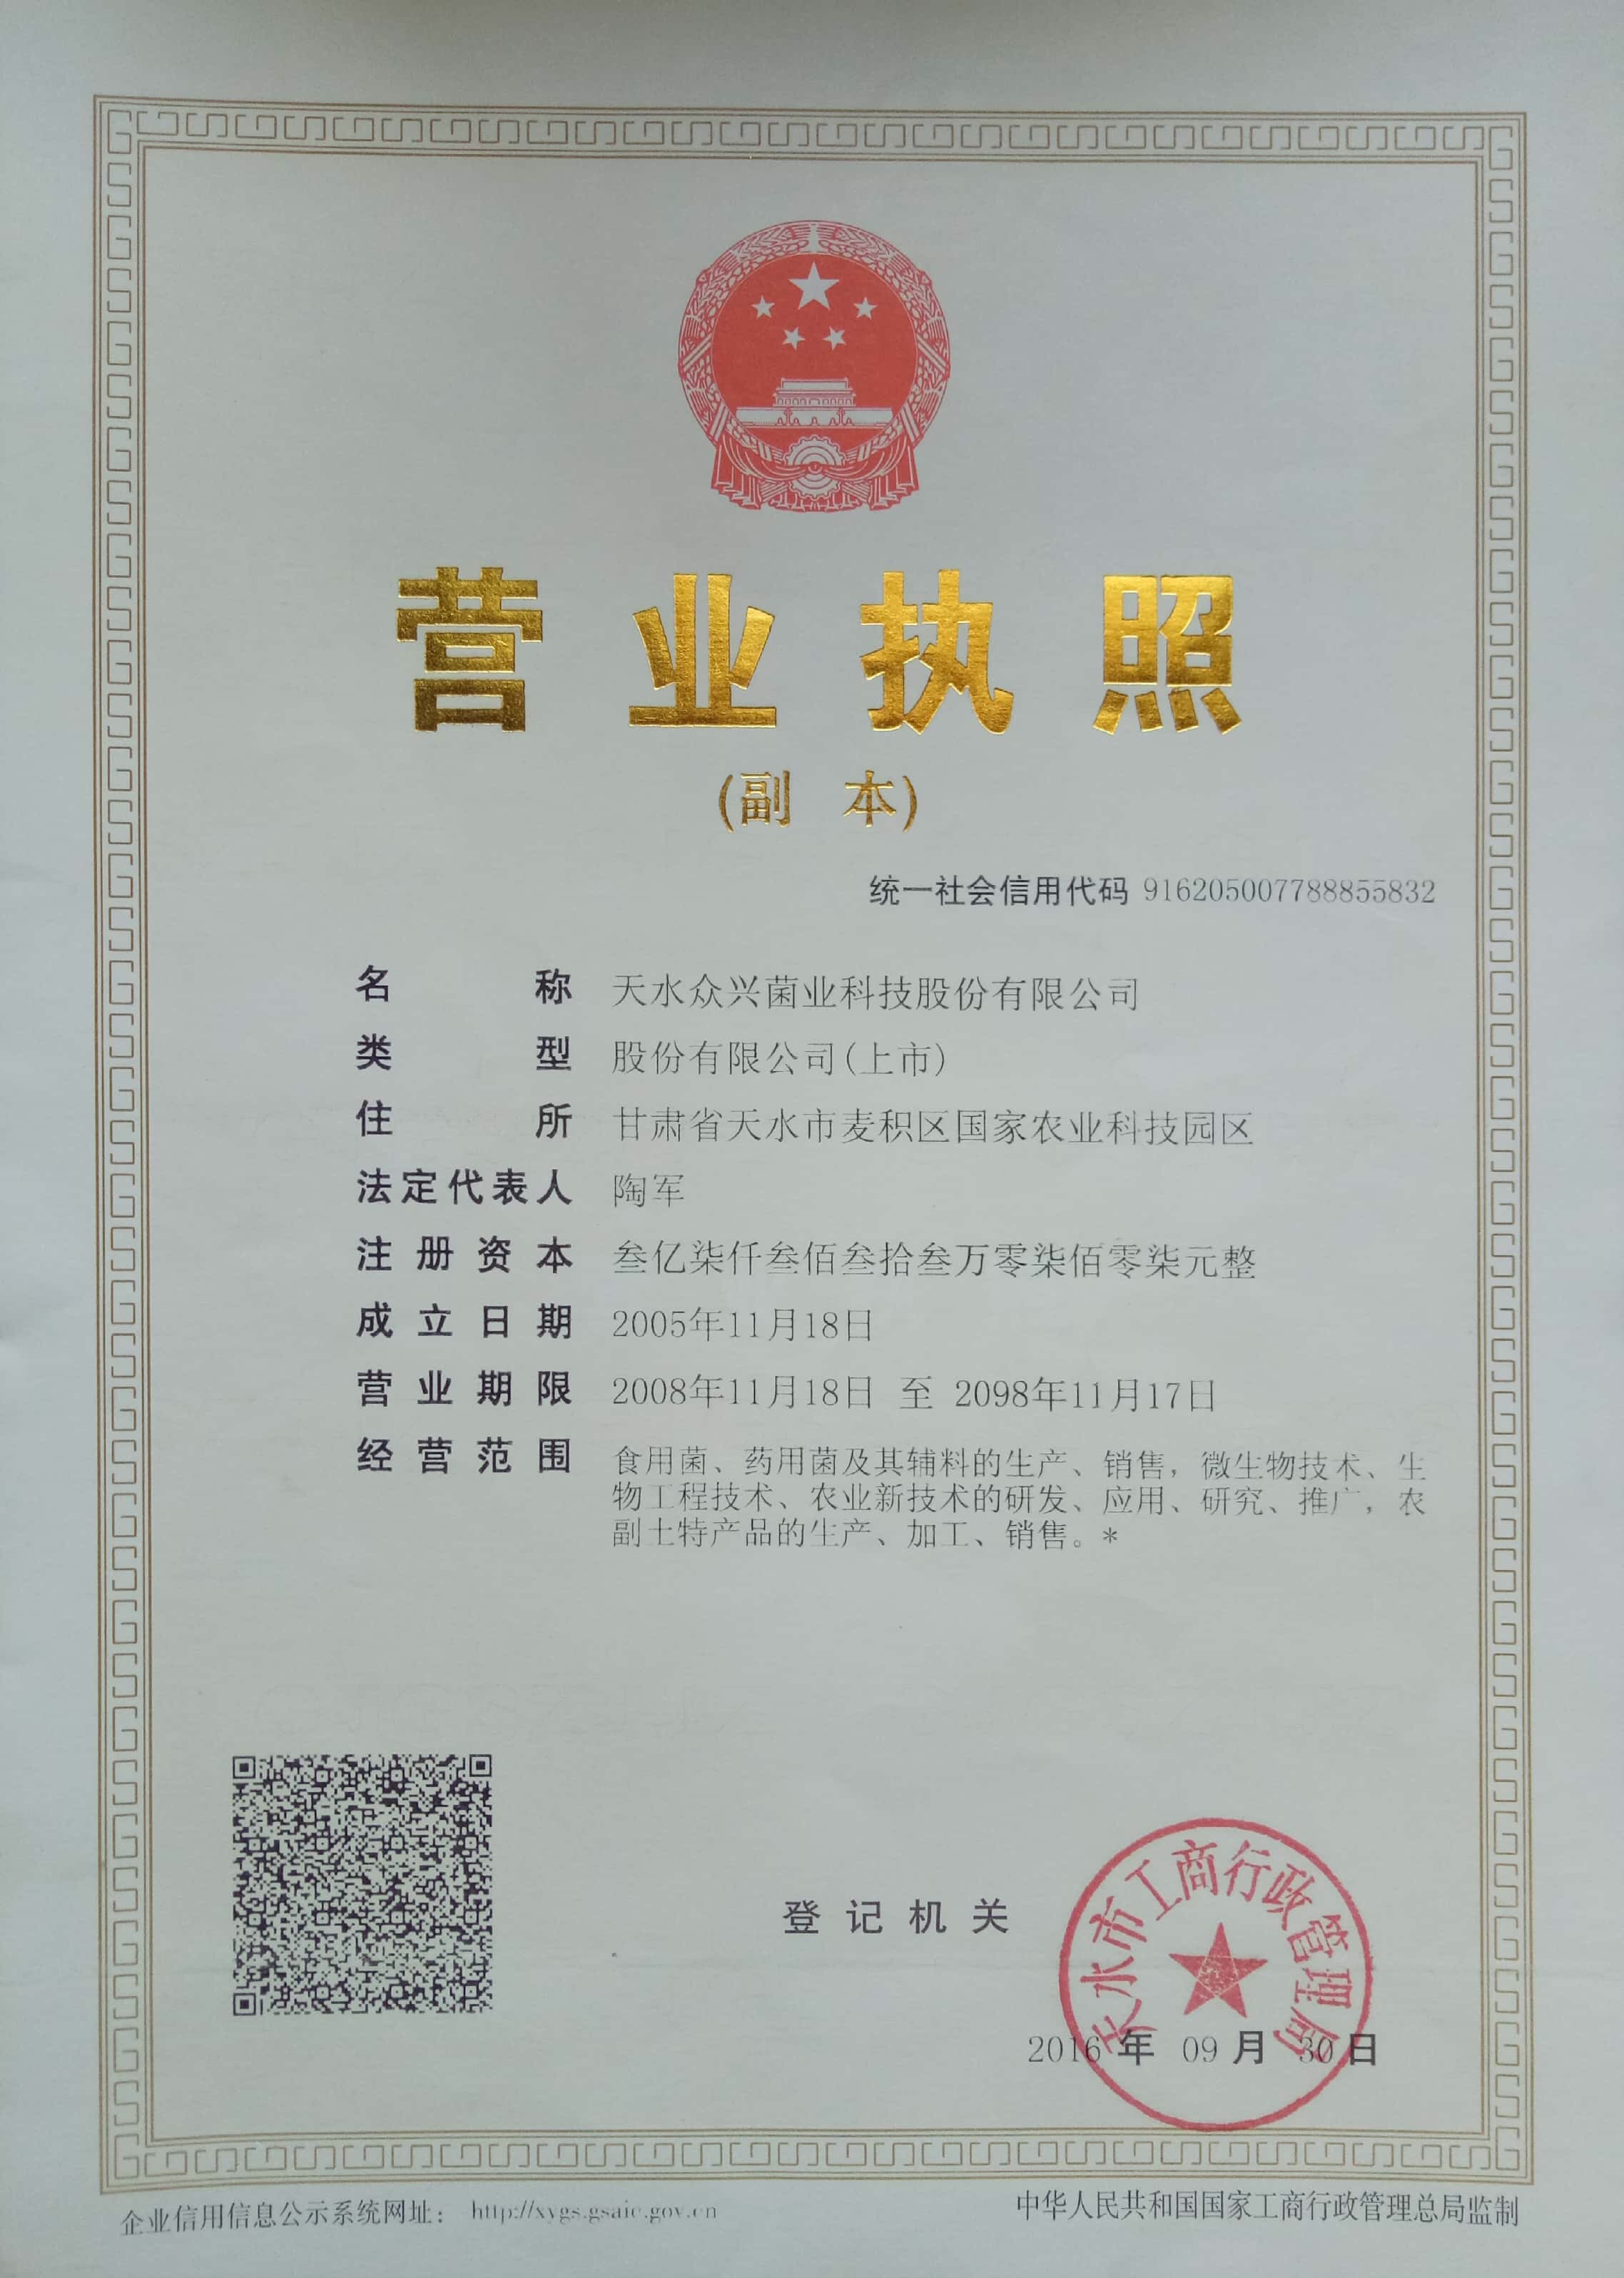 营业执照
(副 本)
统一社会信用代码 916205007788855832
名 称 天水众兴菌业科技股份有限公司
类 型 股份有限公司(上市)
住 所 甘肃省天水市麦积区国家农业科技园区
法定代表人 陶军
注册资本 叁亿柒仟叁佰叁拾叁万零柒佰零柒元整
成立日期 2005年11月18日
营业期限 2008年11月18日 至 2098年11月17日
经营范围 食用菌、药用菌及其辅料的生产、销售，微生物技术、生
物工程技术、农业新技术的研发、应用、研究、推广，农
副土特产品的生产、加工、销售。*
登记机关
天水市工商行政管理局
2016 年 09 月 30 日
企业信用信息公示系统网址： http://xygs.gsaic.gov.cn
中华人民共和国国家工商行政管理总局监制